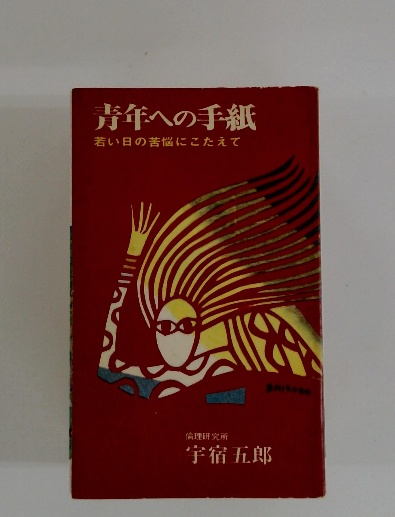 青年への手紙
若い日の苦悩にこたえて
倫理研究所
宇宿五郎